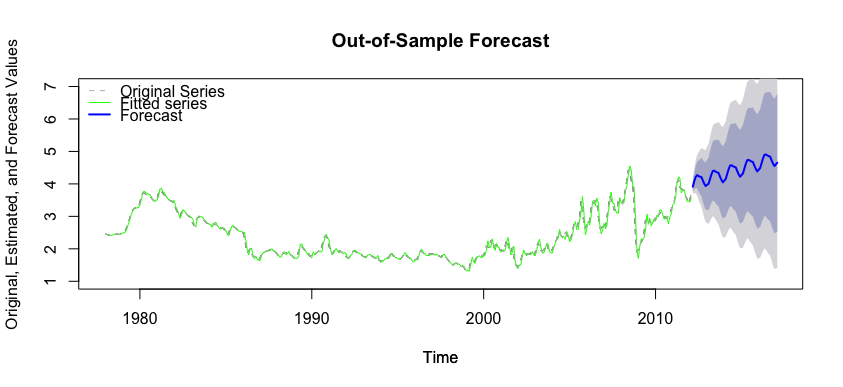 Out-of-Sample Forecast
Original, Estimated, and Forecast Values
7
6
5
4
3
2
1
Original Series
Fitted series
Forecast
1980
1990
2000
2010
Time